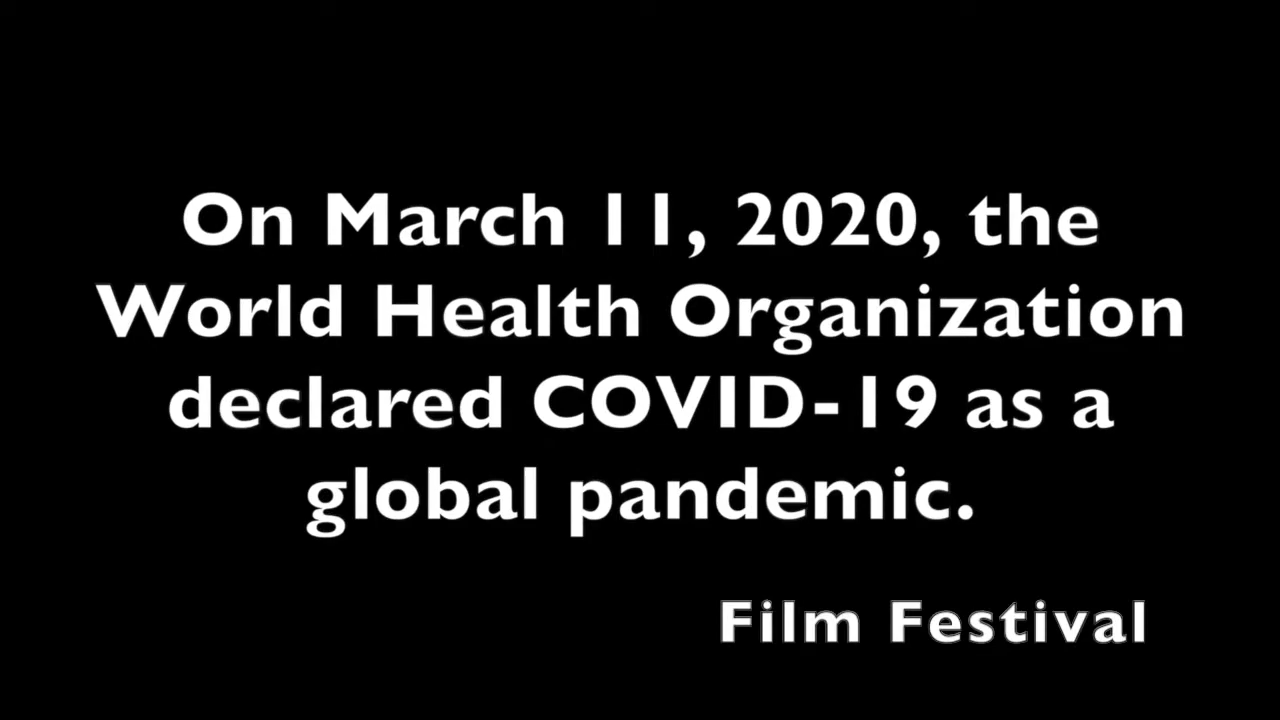 On March 11, 2020, the
World Health Organization
declared COVID-19 as a
global pandemic.
Film Festival